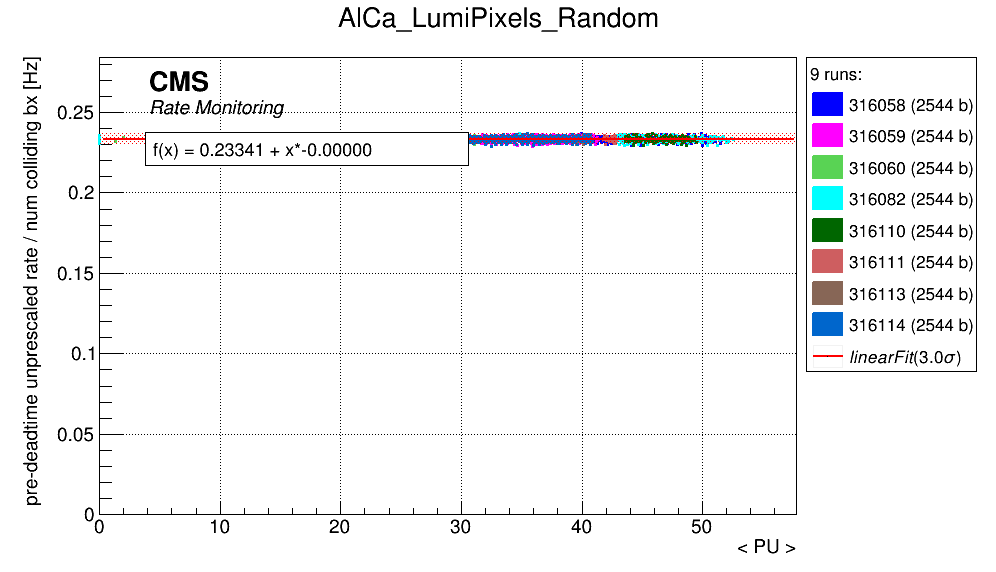 AlCa_LumiPixels_Random
pre-deadtime unprescaled rate / num colliding bx [Hz]
CMS
Rate Monitoring
f(x) = 0.23341 + x*-0.00000
0.25
0.2
0.15
0.1
0.05
0
0 10 20 30 40 50
< PU >
9 runs:
316058 (2544 b)
316059 (2544 b)
316060 (2544 b)
316082 (2544 b)
316110 (2544 b)
316111 (2544 b)
316113 (2544 b)
316114 (2544 b)
linearFit(3.0σ)